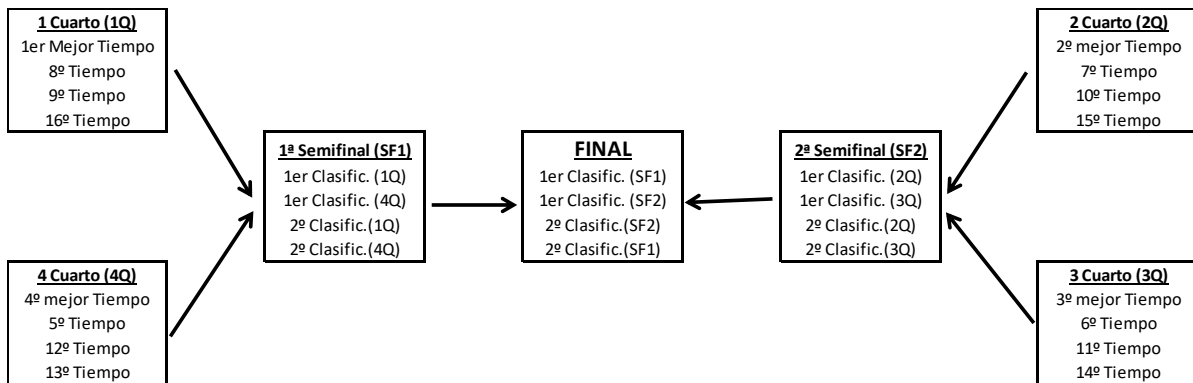 1 Cuarto (1Q)
1er Mejor Tiempo
8º Tiempo
9º Tiempo
16º Tiempo
2 Cuarto (2Q)
2º mejor Tiempo
7º Tiempo
10º Tiempo
15º Tiempo
1ª Semifinal (SF1)
1er Clasific. (1Q)
1er Clasific. (4Q)
2º Clasific.(1Q)
2º Clasific.(4Q)
FINAL
1er Clasific. (SF1)
1er Clasific. (SF2)
2º Clasific.(SF2)
2º Clasific.(SF1)
2ª Semifinal (SF2)
1er Clasific. (2Q)
1er Clasific. (3Q)
2º Clasific.(2Q)
2º Clasific.(3Q)
4 Cuarto (4Q)
4º mejor Tiempo
5º Tiempo
12º Tiempo
13º Tiempo
3 Cuarto (3Q)
3º mejor Tiempo
6º Tiempo
11º Tiempo
14º Tiempo